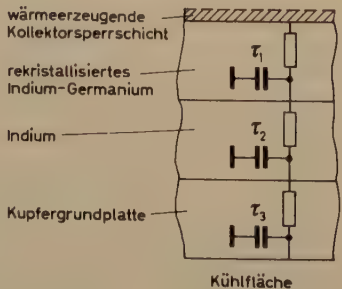 wärmeerzeugende
Kollektorsperrschicht
τ₁
rekristallisiertes
Indium-Germanium
τ₂
Indium
τ₃
Kupfergrundplatte
Kühlfläche